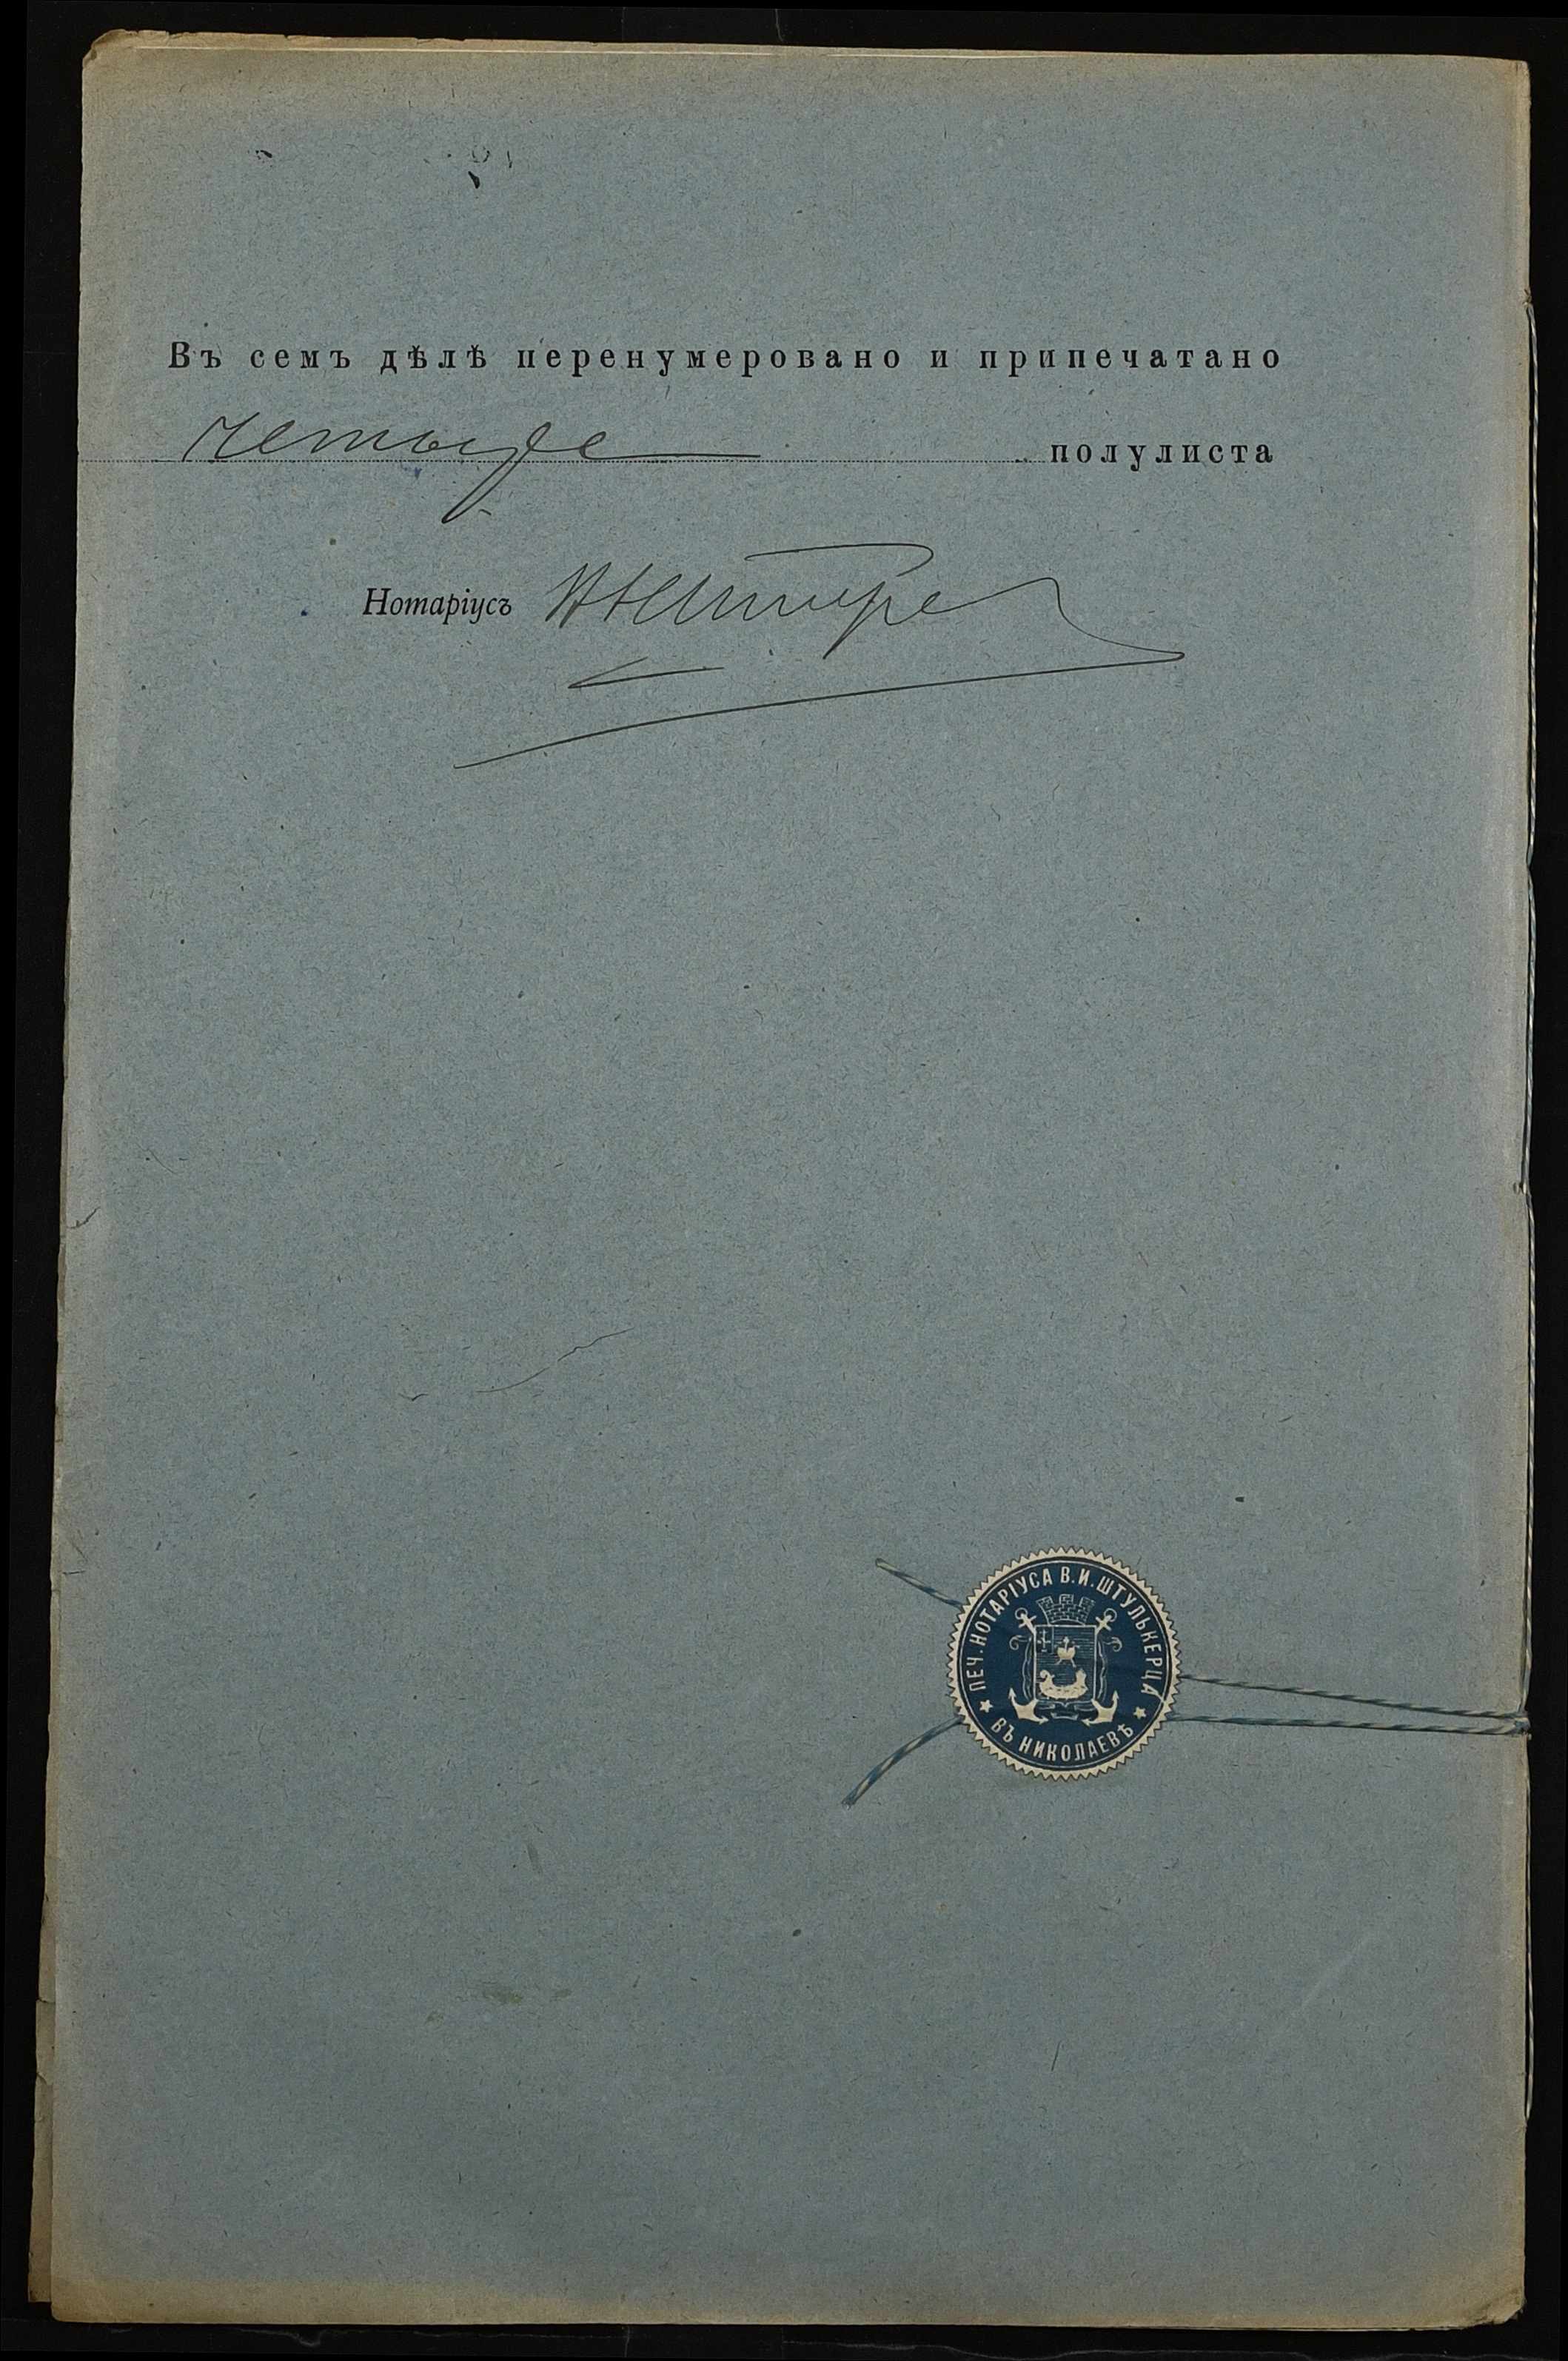 Въ семъ дѣлѣ перенумеровано и припечатано
четыре полулиста
Нотаріусъ
ПЕЧ. НОТАРІУСА В. И. ШТУЛЬКЕРЦА
ВЪ НИКОЛАЕВѢ